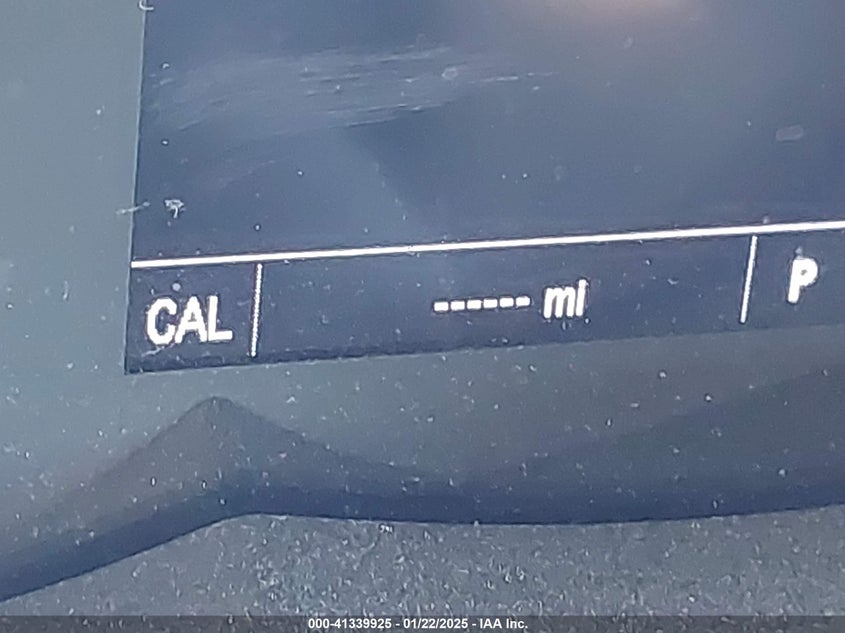 CAL ------ mi P
000-41339925 - 01/22/2025 - IAA Inc.